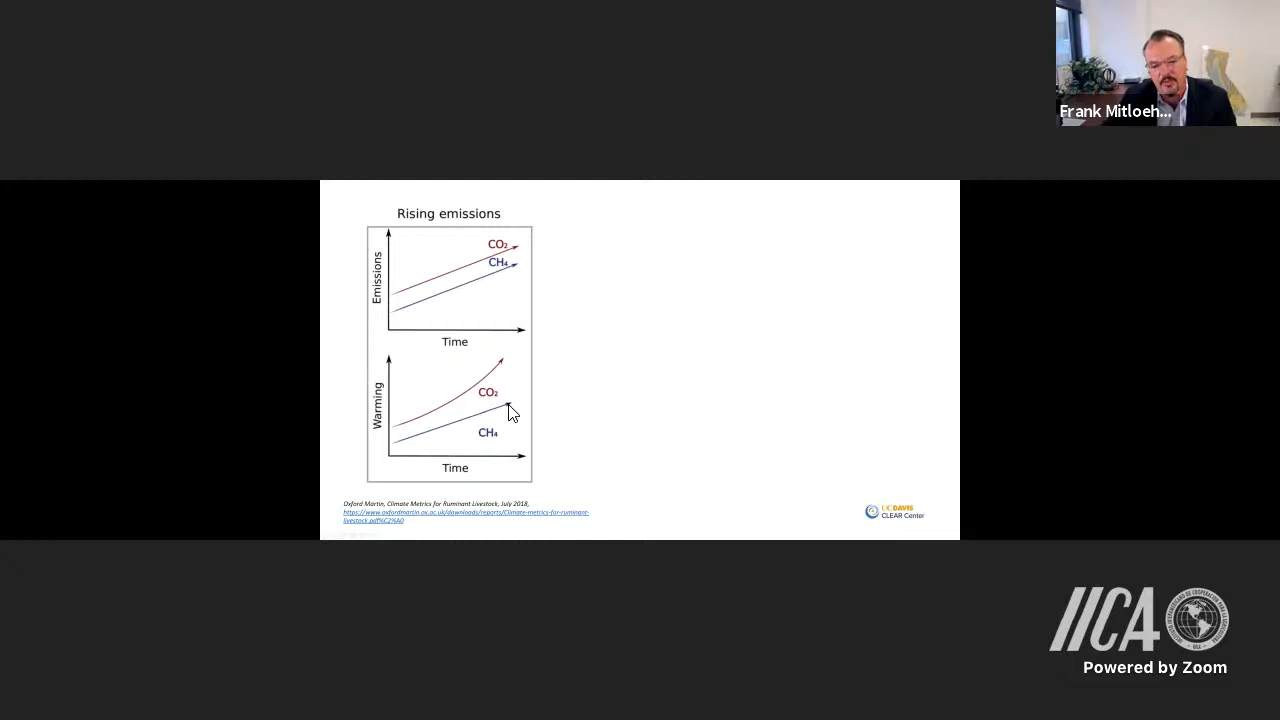 Frank Mitloeh...
Rising emissions
Emissions
CO₂
CH₄
Time
Warming
CO₂
CH₄
Time
Oxford Martin, Climate Metrics for Ruminant Livestock, July 2018,
https://www.oxfordmartin.ox.ac.uk/downloads/reports/Climate-metrics-for-ruminant-
livestock.pdf%C2%A0
UCDAVIS
CLEAR Center
IICA
Powered by Zoom